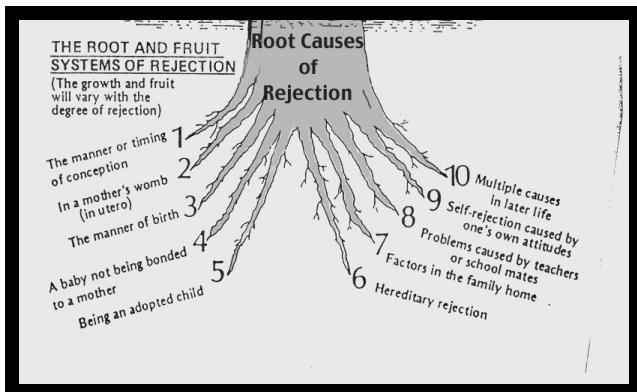 THE ROOT AND FRUIT
SYSTEMS OF REJECTION
(The growth and fruit
will vary with the
degree of rejection)
Root Causes
of
Rejection
1
The manner or timing
of conception
2
In a mother's womb
(in utero)
3
The manner of birth
4
A baby not being bonded
to a mother
5
Being an adopted child
6
Hereditary rejection
7
Factors in the family home
8
Problems caused by teachers
or school mates
9
Self-rejection caused by
one's own attitudes
10
Multiple causes
in later life